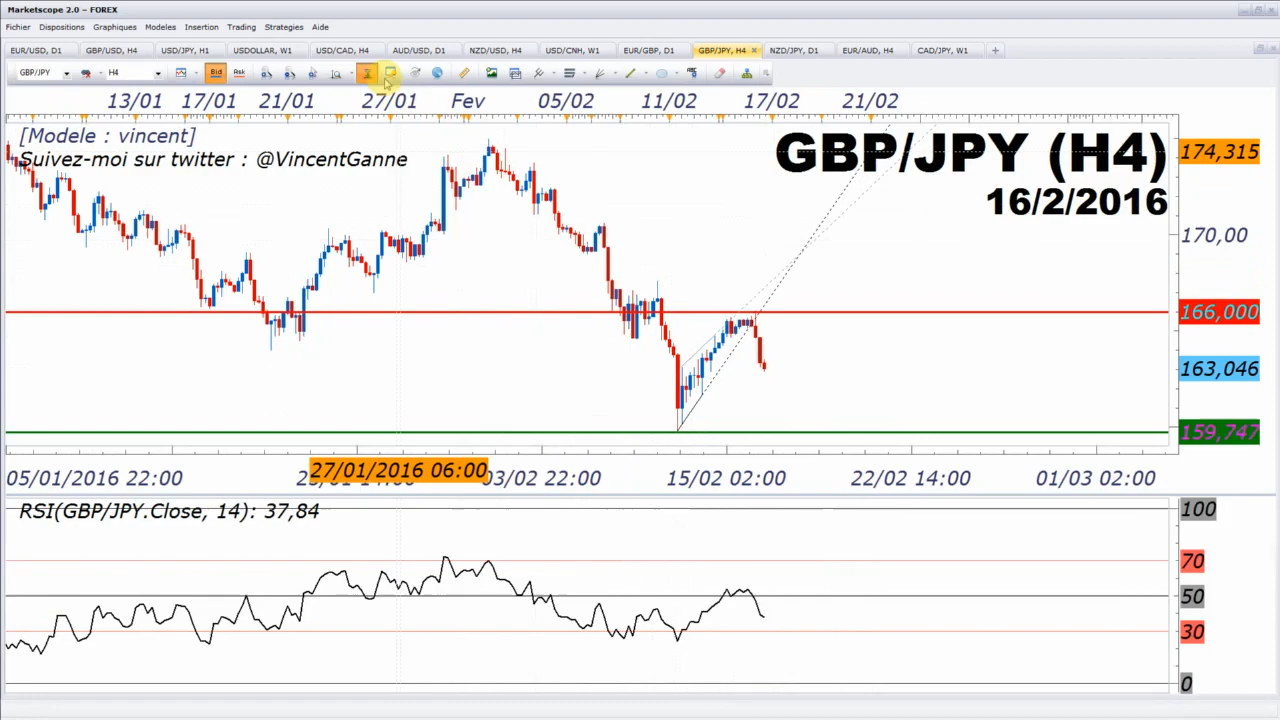 Marketscope 2.0 – FOREX
Fichier Dispositions Graphiques Modeles Insertion Trading Strategies Aide
EUR/USD, D1 GBP/USD, H4 USD/JPY, H1 USDOLLAR, W1 USD/CAD, H4 AUD/USD, D1 NZD/USD, H4 USD/CNH, W1 EUR/GBP, D1 GBP/JPY, H4 NZD/JPY, D1 EUR/AUD, H4 CAD/JPY, W1
GBP/JPY H4 Bid Ask
13/01 17/01 21/01 27/01 Fev 05/02 11/02 17/02 21/02
[Modele : vincent]
Suivez-moi sur twitter : @VincentGanne
GBP/JPY (H4)
16/2/2016
174,315
170,00
166,000
163,046
159,747
05/01/2016 22:00 27/01/2016 06:00 03/02 22:00 15/02 02:00 22/02 14:00 01/03 02:00
RSI(GBP/JPY.Close, 14): 37,84
100
70
50
30
0